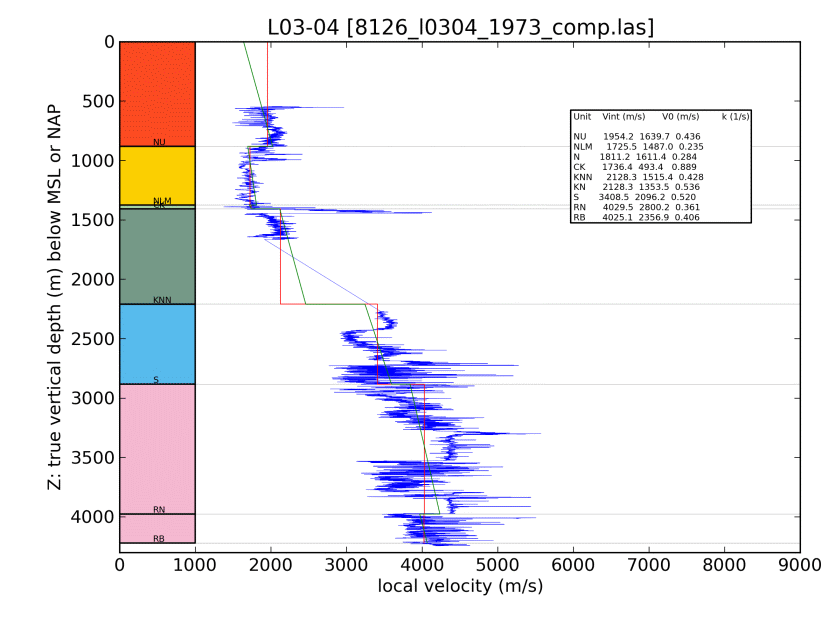 L03-04 [8126_l0304_1973_comp.las]
Z: true vertical depth (m) below MSL or NAP
0
500
1000
1500
2000
2500
3000
3500
4000
NU
NLM
CK
KNN
S
RN
RB
Unit Vint (m/s) V0 (m/s) k (1/s)
NU 1954.2 1639.7 0.436
NLM 1725.5 1487.0 0.235
N 1811.2 1611.4 0.284
CK 1736.4 493.4 0.889
KNN 2128.3 1515.4 0.428
KN 2128.3 1353.5 0.536
S 3408.5 2096.2 0.520
RN 4029.5 2800.2 0.361
RB 4025.1 2356.9 0.406
0 1000 2000 3000 4000 5000 6000 7000 8000 9000
local velocity (m/s)